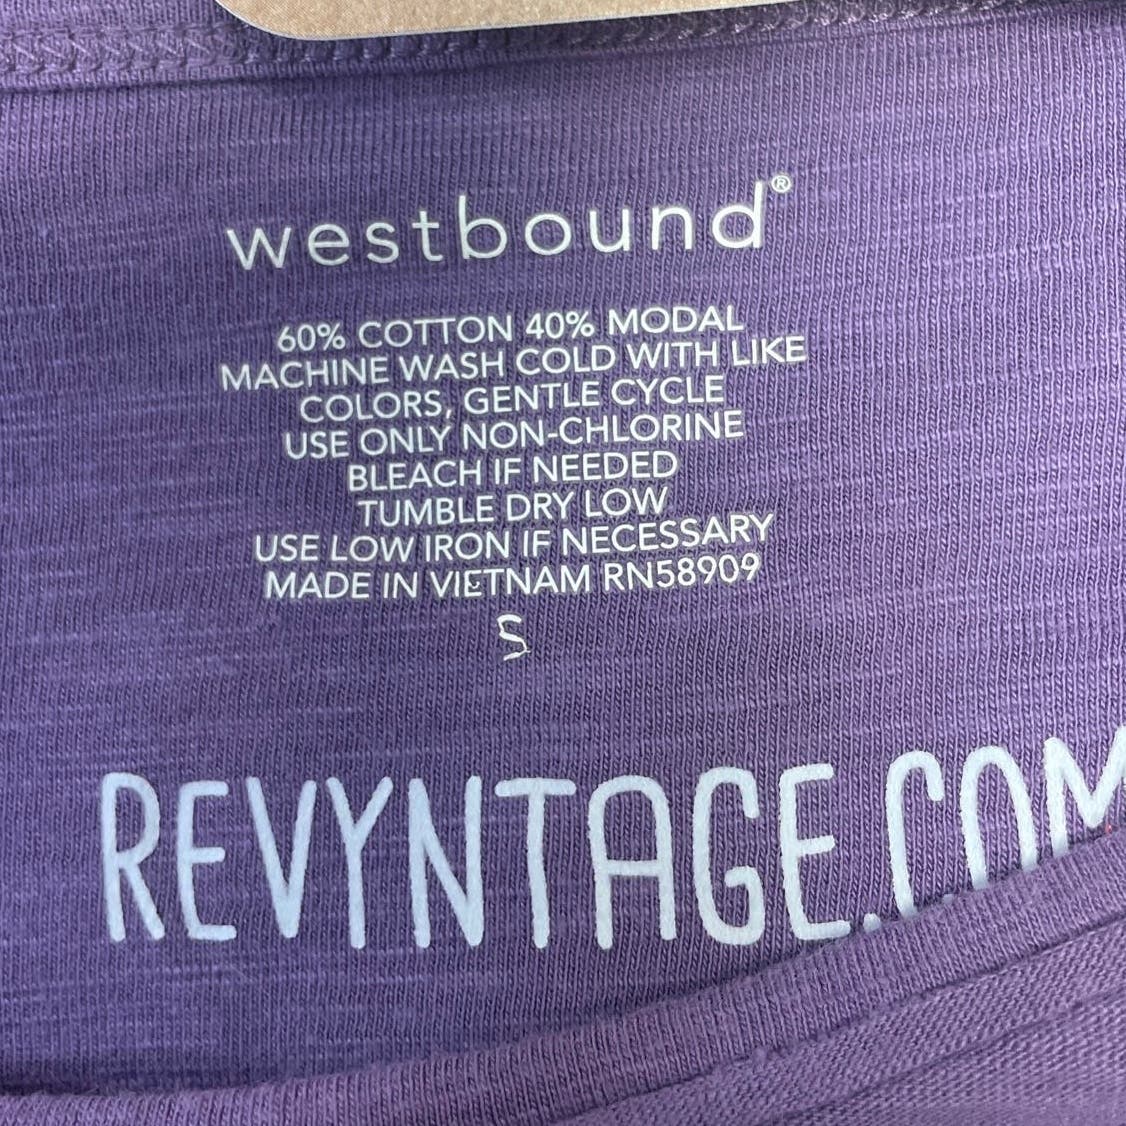 westbound®
60% COTTON 40% MODAL
MACHINE WASH COLD WITH LIKE
COLORS, GENTLE CYCLE
USE ONLY NON-CHLORINE
BLEACH IF NEEDED
TUMBLE DRY LOW
USE LOW IRON IF NECESSARY
MADE IN VIETNAM RN58909
S
REVYNTAGE.COM